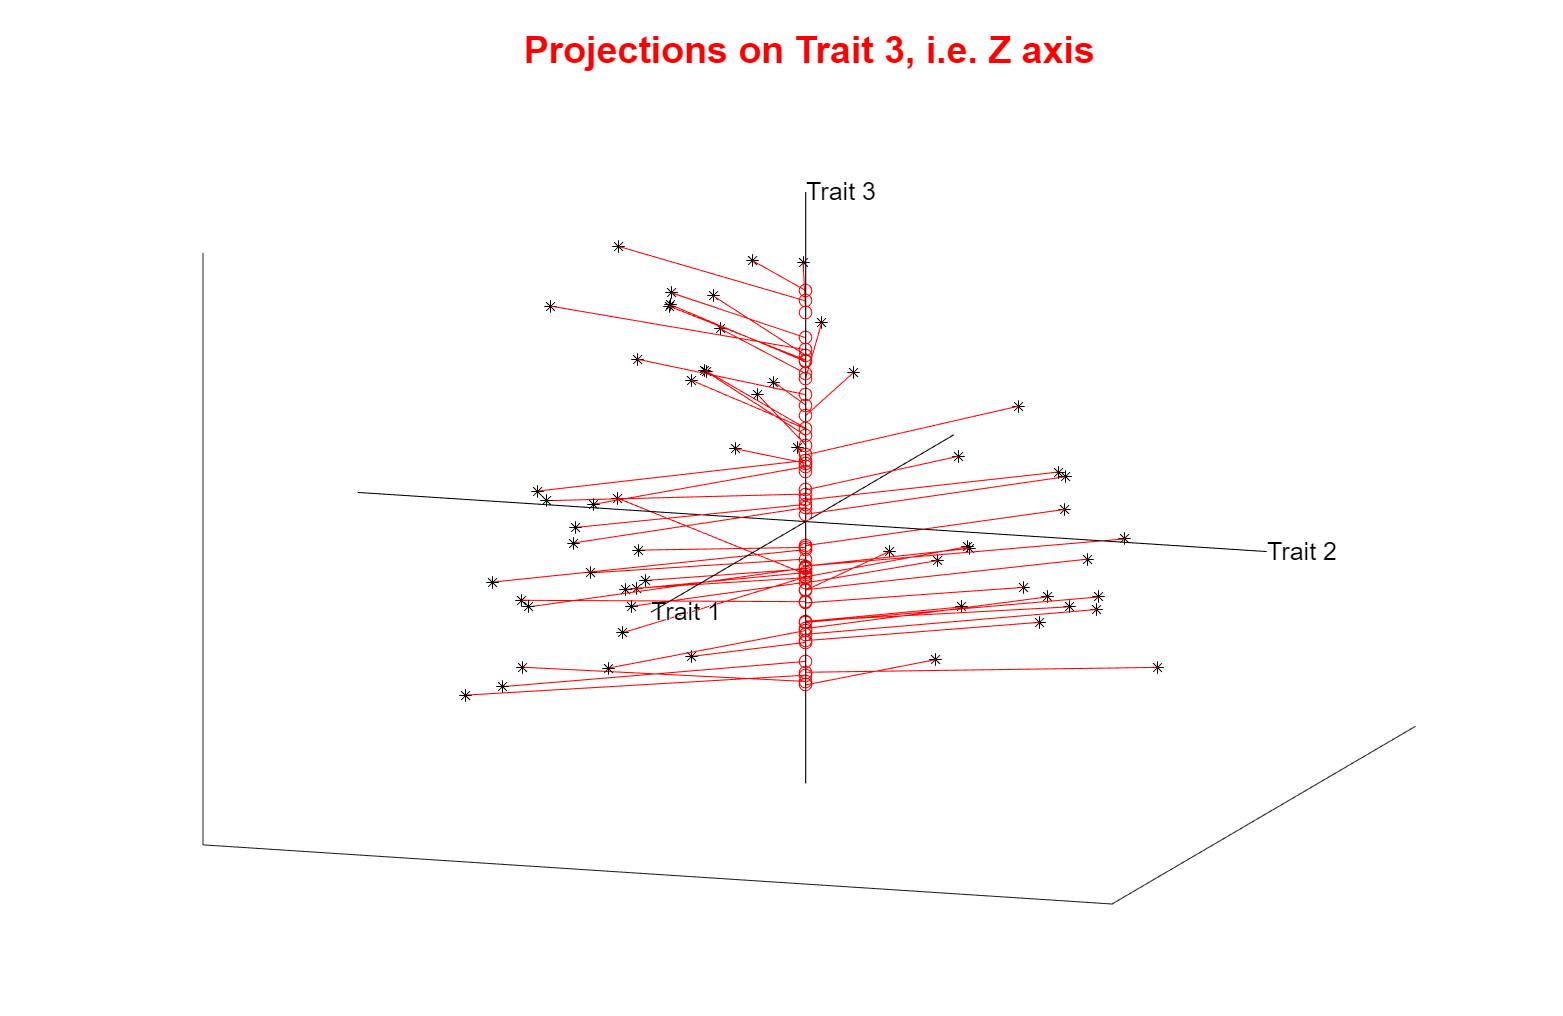 Projections on Trait 3, i.e. Z axis
Trait 3
Trait 2
Trait 1